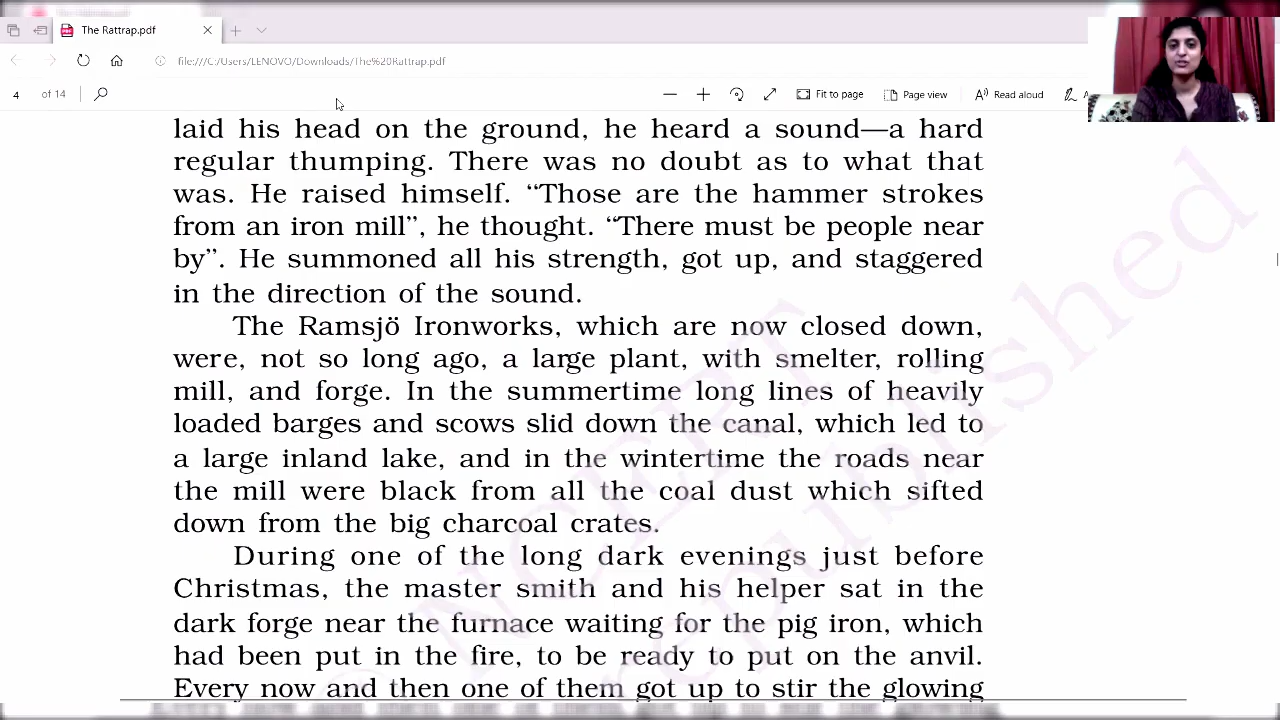 The Rattrap.pdf
file:///C:/Users/LENOVO/Downloads/The%20Rattrap.pdf
4 of 14
Fit to page
Page view
Read aloud
laid his head on the ground, he heard a sound—a hard
regular thumping. There was no doubt as to what that
was. He raised himself. “Those are the hammer strokes
from an iron mill”, he thought. “There must be people near
by”. He summoned all his strength, got up, and staggered
in the direction of the sound.
The Ramsjö Ironworks, which are now closed down,
were, not so long ago, a large plant, with smelter, rolling
mill, and forge. In the summertime long lines of heavily
loaded barges and scows slid down the canal, which led to
a large inland lake, and in the wintertime the roads near
the mill were black from all the coal dust which sifted
down from the big charcoal crates.
During one of the long dark evenings just before
Christmas, the master smith and his helper sat in the
dark forge near the furnace waiting for the pig iron, which
had been put in the fire, to be ready to put on the anvil.
Every now and then one of them got up to stir the glowing
NCERT
republished